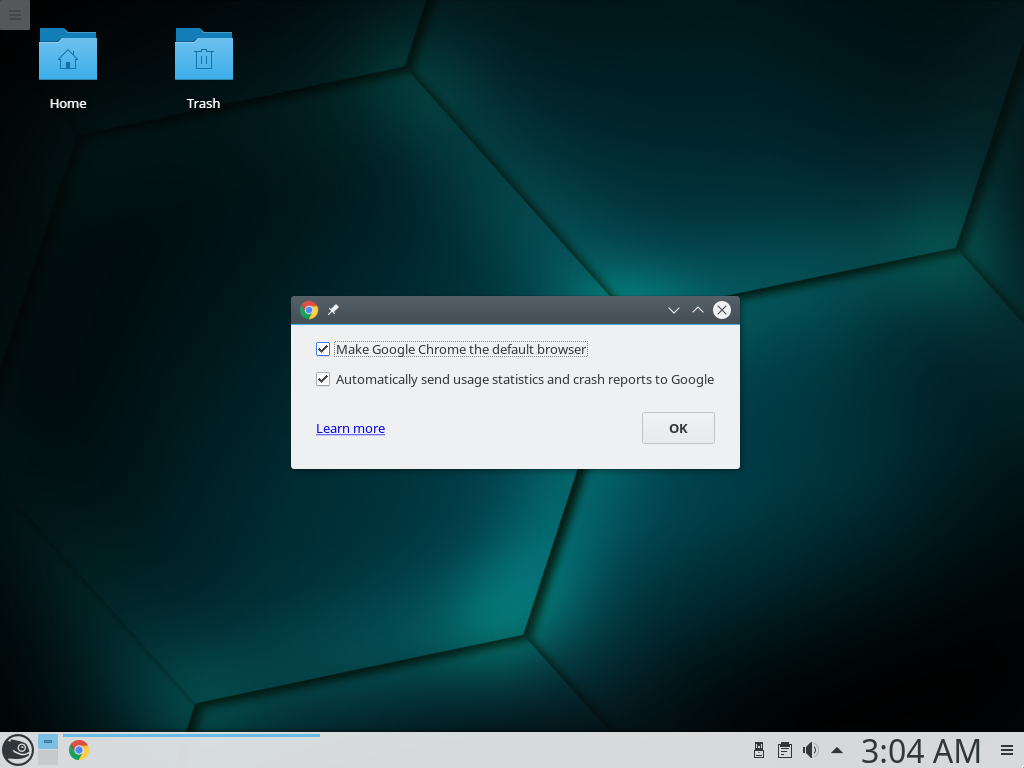 Home
Trash
Make Google Chrome the default browser
Automatically send usage statistics and crash reports to Google
Learn more
OK
3:04 AM